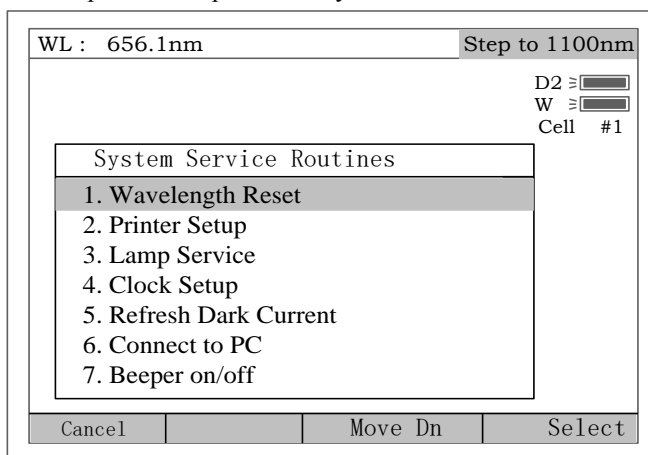 WL : 656.1nm Step to 1100nm
D2
W
Cell #1
System Service Routines
1. Wavelength Reset
2. Printer Setup
3. Lamp Service
4. Clock Setup
5. Refresh Dark Current
6. Connect to PC
7. Beeper on/off
Cancel Move Dn Select